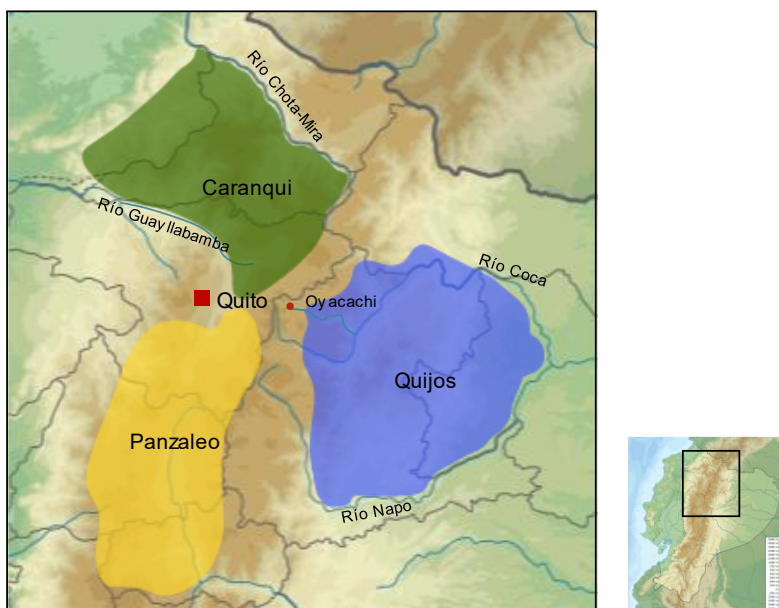 Río Chota-Mira
Caranqui
Río Guayllabamba
Río Coca
Quito
Oyacachi
Quijos
Panzaleo
Río Napo